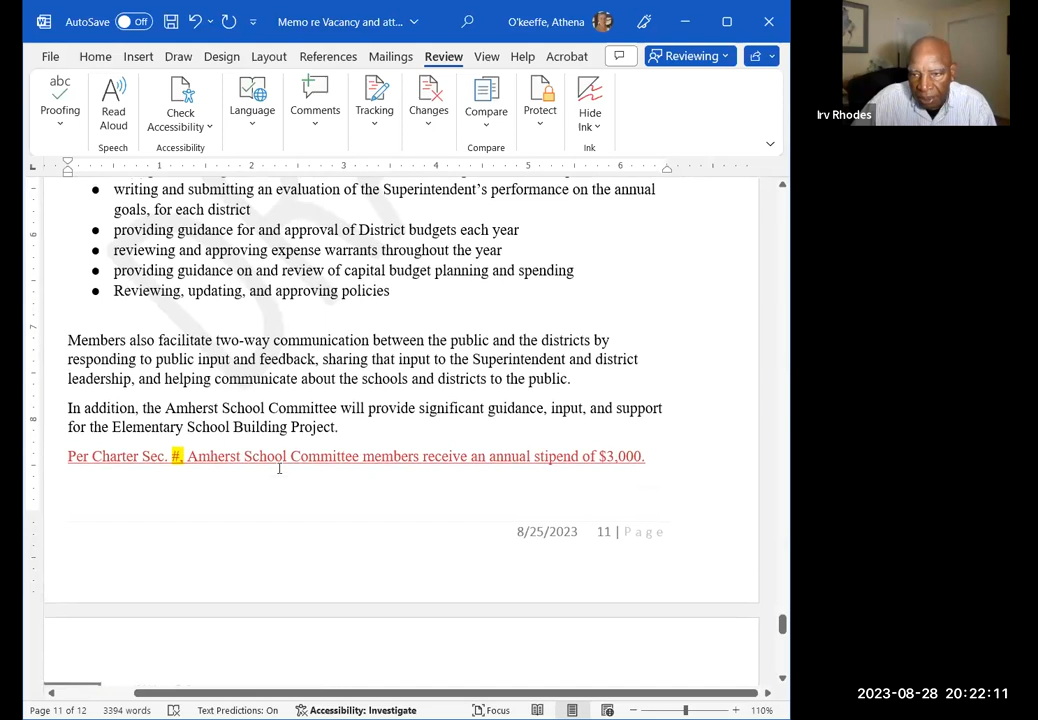 AutoSave Off Memo re Vacancy and att... O'keeffe, Athena
File Home Insert Draw Design Layout References Mailings Review View Help Acrobat Reviewing
abc
Proofing Read Aloud Check Accessibility Language Comments Tracking Changes Compare Protect Hide Ink
Speech Accessibility Compare Ink
1 2 3 4 5 6
writing and submitting an evaluation of the Superintendent's performance on the annual
goals, for each district
● providing guidance for and approval of District budgets each year
● reviewing and approving expense warrants throughout the year
● providing guidance on and review of capital budget planning and spending
● Reviewing, updating, and approving policies
Members also facilitate two-way communication between the public and the districts by
responding to public input and feedback, sharing that input to the Superintendent and district
leadership, and helping communicate about the schools and districts to the public.
In addition, the Amherst School Committee will provide significant guidance, input, and support
for the Elementary School Building Project.
Per Charter Sec. #, Amherst School Committee members receive an annual stipend of $3,000.
8/25/2023 11 | Page
Page 11 of 12 3394 words Text Predictions: On Accessibility: Investigate Focus 110%
Irv Rhodes
2023-08-28 20:22:11